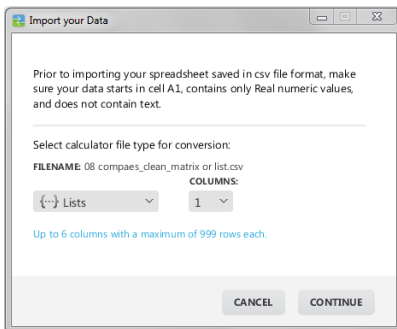 Import your Data
Prior to importing your spreadsheet saved in csv file format, make
sure your data starts in cell A1, contains only Real numeric values,
and does not contain text.
Select calculator file type for conversion:
FILENAME: 08 compaes_clean_matrix or list.csv
COLUMNS:
{···} Lists 1
Up to 6 columns with a maximum of 999 rows each.
CANCEL CONTINUE